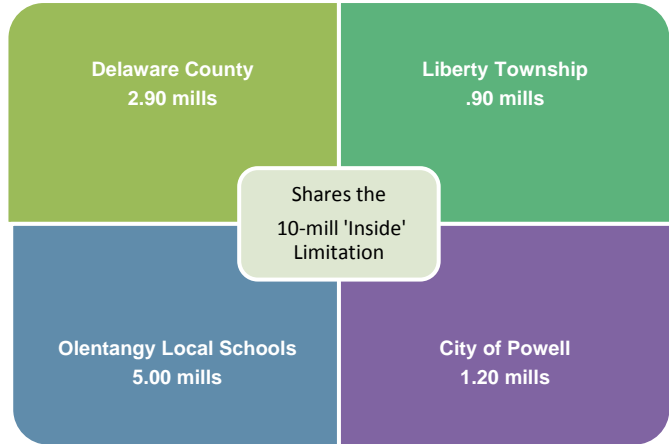 Delaware County
2.90 mills
Liberty Township
.90 mills
Shares the
10-mill 'Inside'
Limitation
Olentangy Local Schools
5.00 mills
City of Powell
1.20 mills